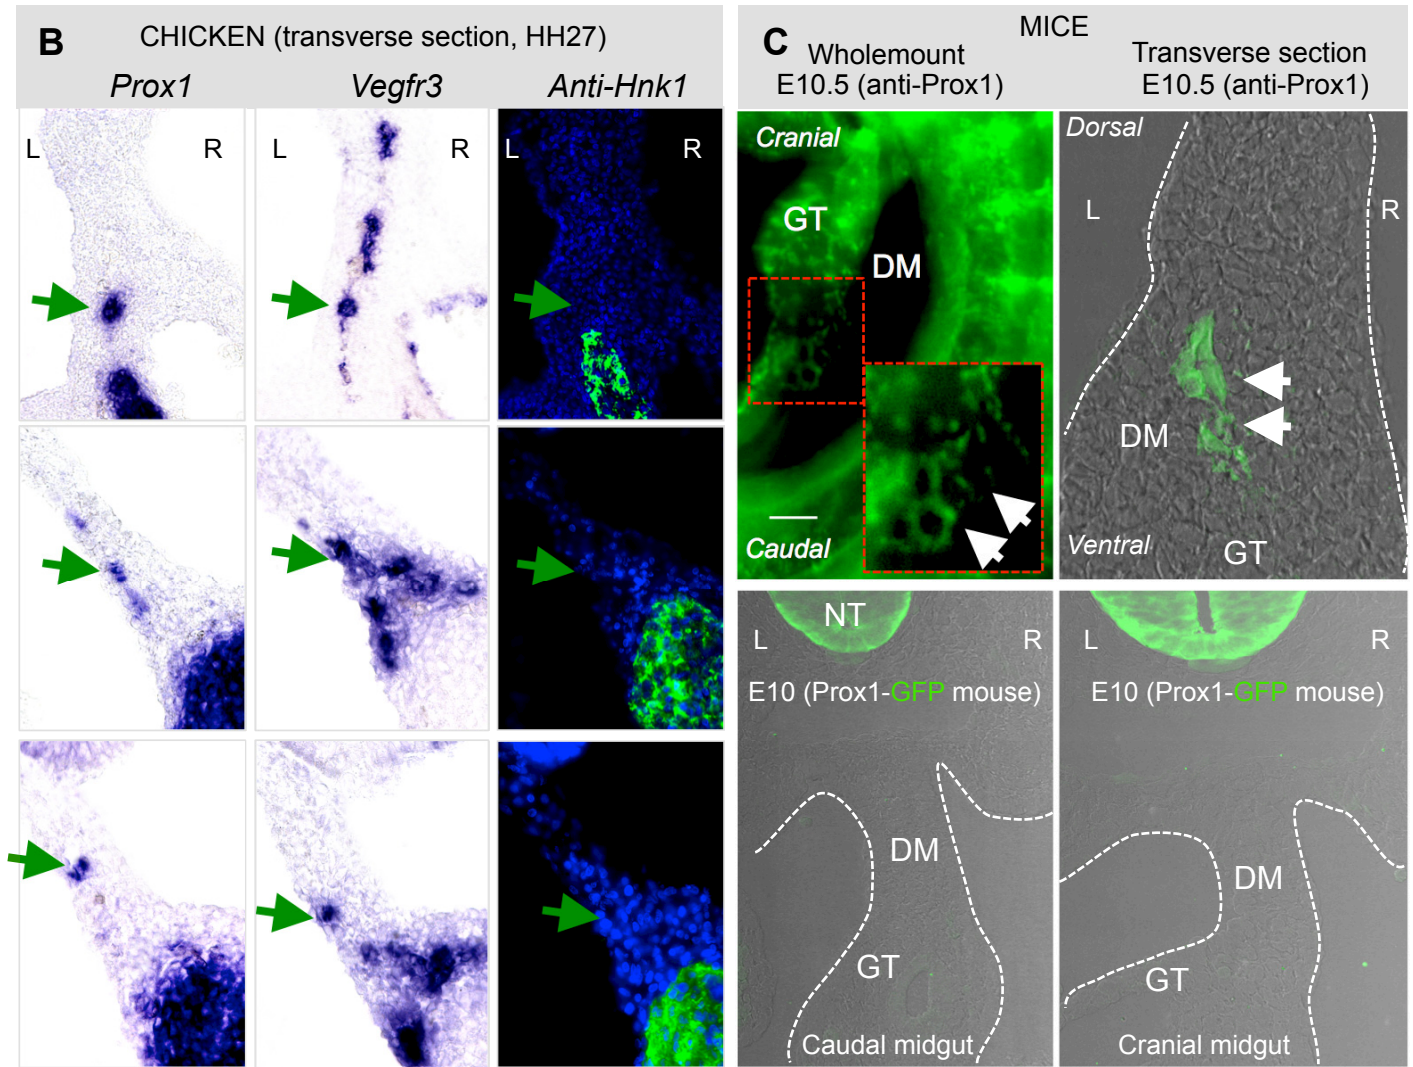 B
CHICKEN (transverse section, HH27)
Prox1
Vegfr3
Anti-Hnk1
L
R
L
R
L
R
C
MICE
Wholemount
E10.5 (anti-Prox1)
Transverse section
E10.5 (anti-Prox1)
Cranial
GT
DM
Caudal
Dorsal
L
R
DM
Ventral
GT
NT
L
R
E10 (Prox1-GFP mouse)
DM
GT
Caudal midgut
L
R
E10 (Prox1-GFP mouse)
DM
GT
Cranial midgut